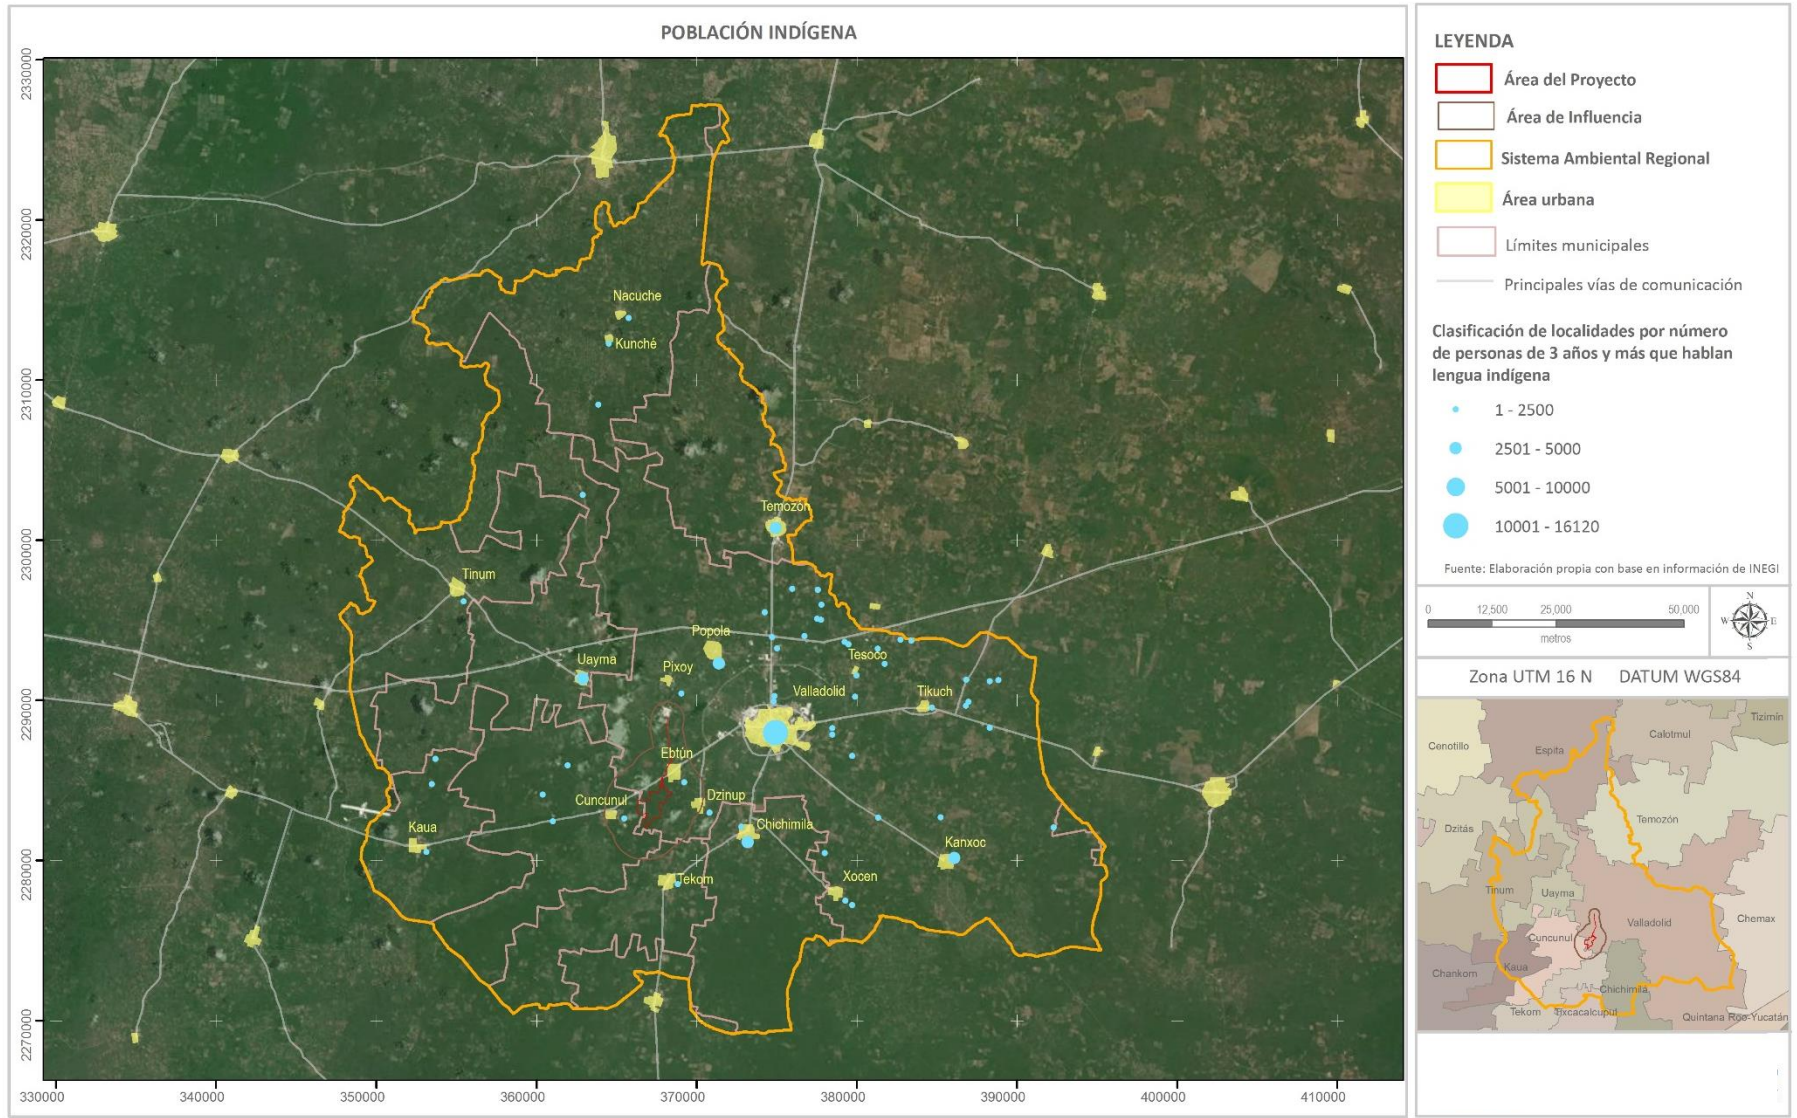 POBLACIÓN INDÍGENA
2330000
2320000
2310000
2300000
2290000
2280000
2270000
330000
340000
350000
360000
370000
380000
390000
400000
410000
Nacuche
Kunché
Temozón
Tinum
Popola
Uayma
Pixoy
Tesoco
Valladolid
Tikuch
Ebtún
Cuncunul
Dzinup
Chichimila
Kaua
Kanxoc
Tekom
Xocen
LEYENDA
Área del Proyecto
Área de Influencia
Sistema Ambiental Regional
Área urbana
Límites municipales
Principales vías de comunicación
Clasificación de localidades por número
de personas de 3 años y más que hablan
lengua indígena
1 - 2500
2501 - 5000
5001 - 10000
10001 - 16120
Fuente: Elaboración propia con base en información de INEGI
0 12,500 25,000 50,000
metros
N
W E
S
Zona UTM 16 N DATUM WGS84
Tizimín
Calotmul
Cenotillo
Espita
Temozón
Dzitás
Tinum
Uayma
Valladolid
Chemax
Cuncunul
Kaua
Chankom
Chichimilá
Tekom
Tixcacalcupul
Quintana Roo-Yucatán